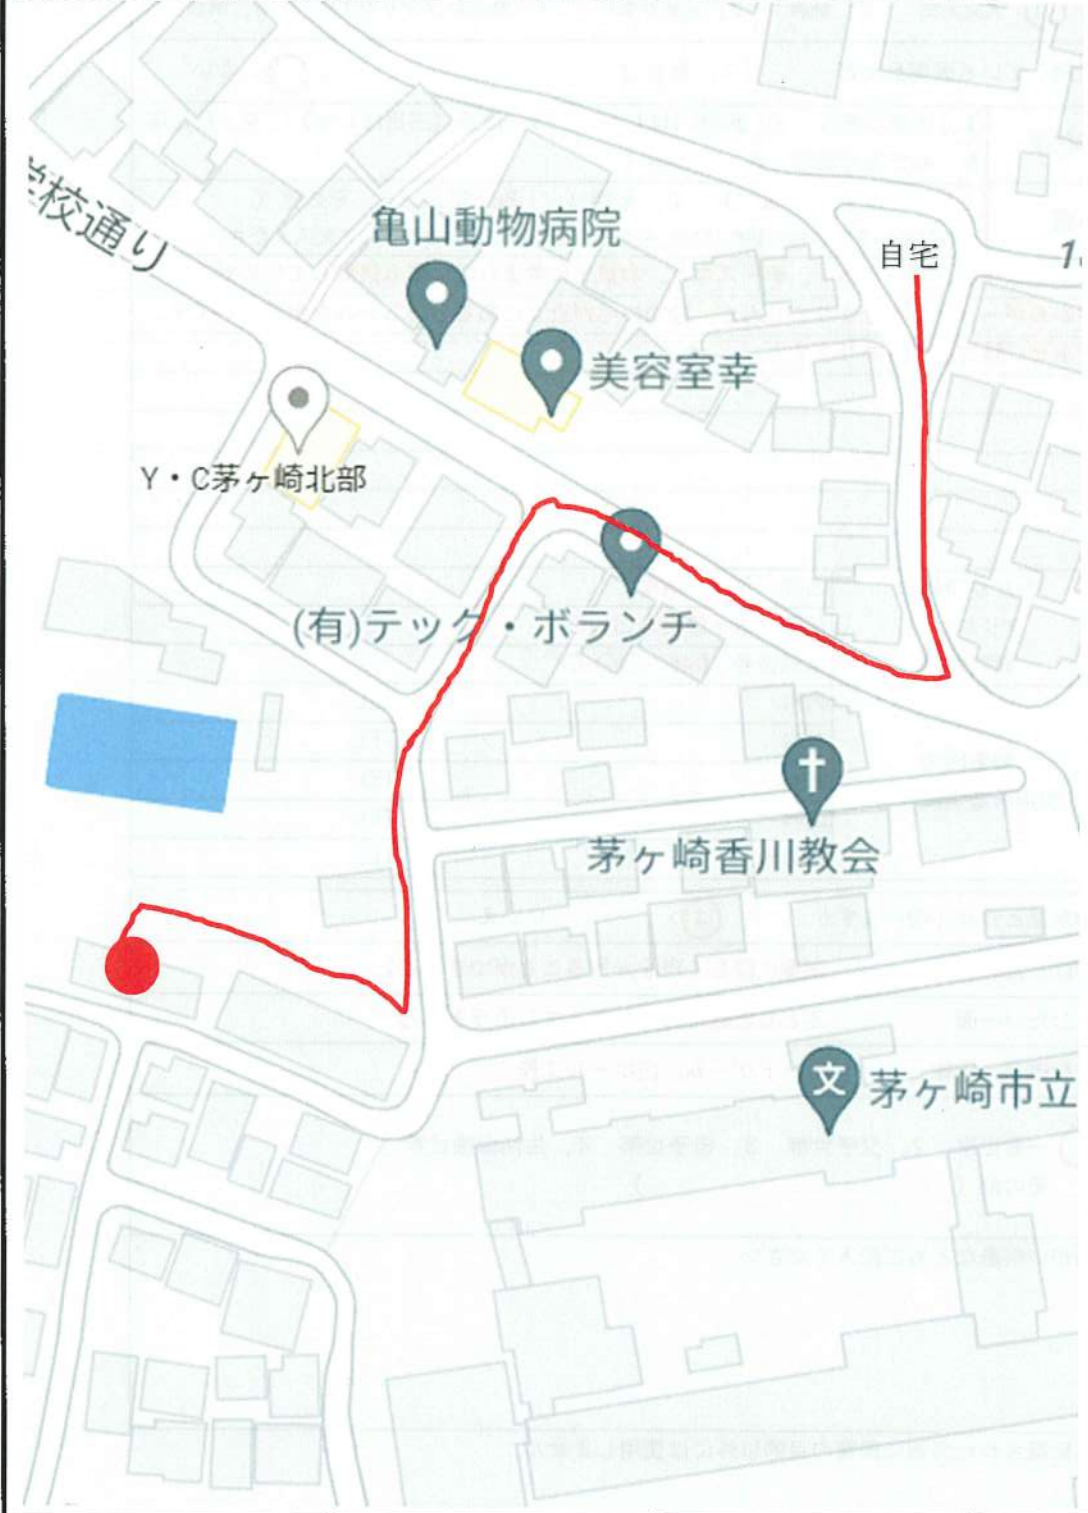 学校通り
亀山動物病院
自宅
美容室幸
Y・C茅ヶ崎北部
(有)テック・ボランチ
茅ヶ崎香川教会
文
茅ヶ崎市立